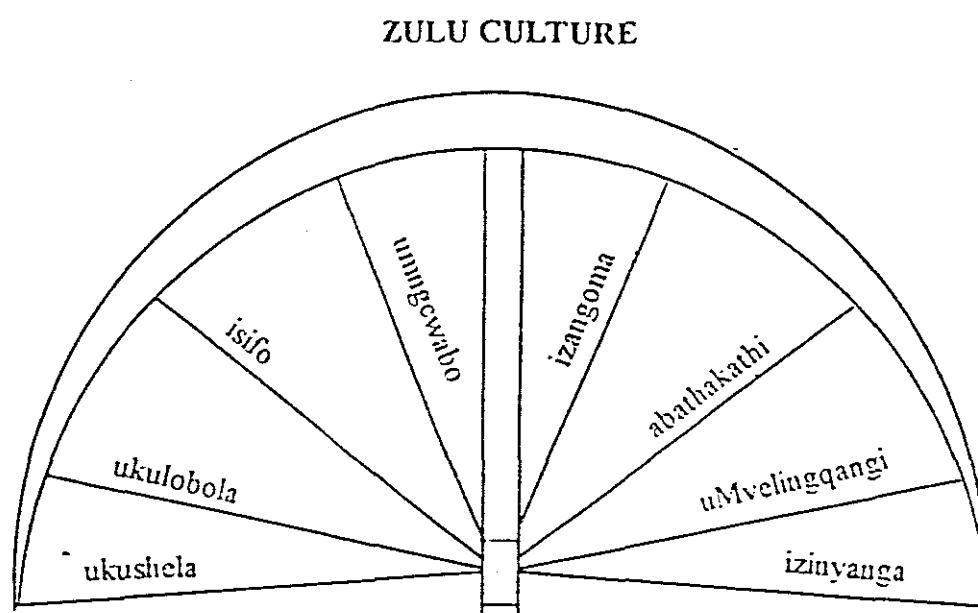 ZULU CULTURE
umngcwabo
izangoma
isifo
abathakathi
ukulobola
uMvelingqangi
ukushela
izinyanga